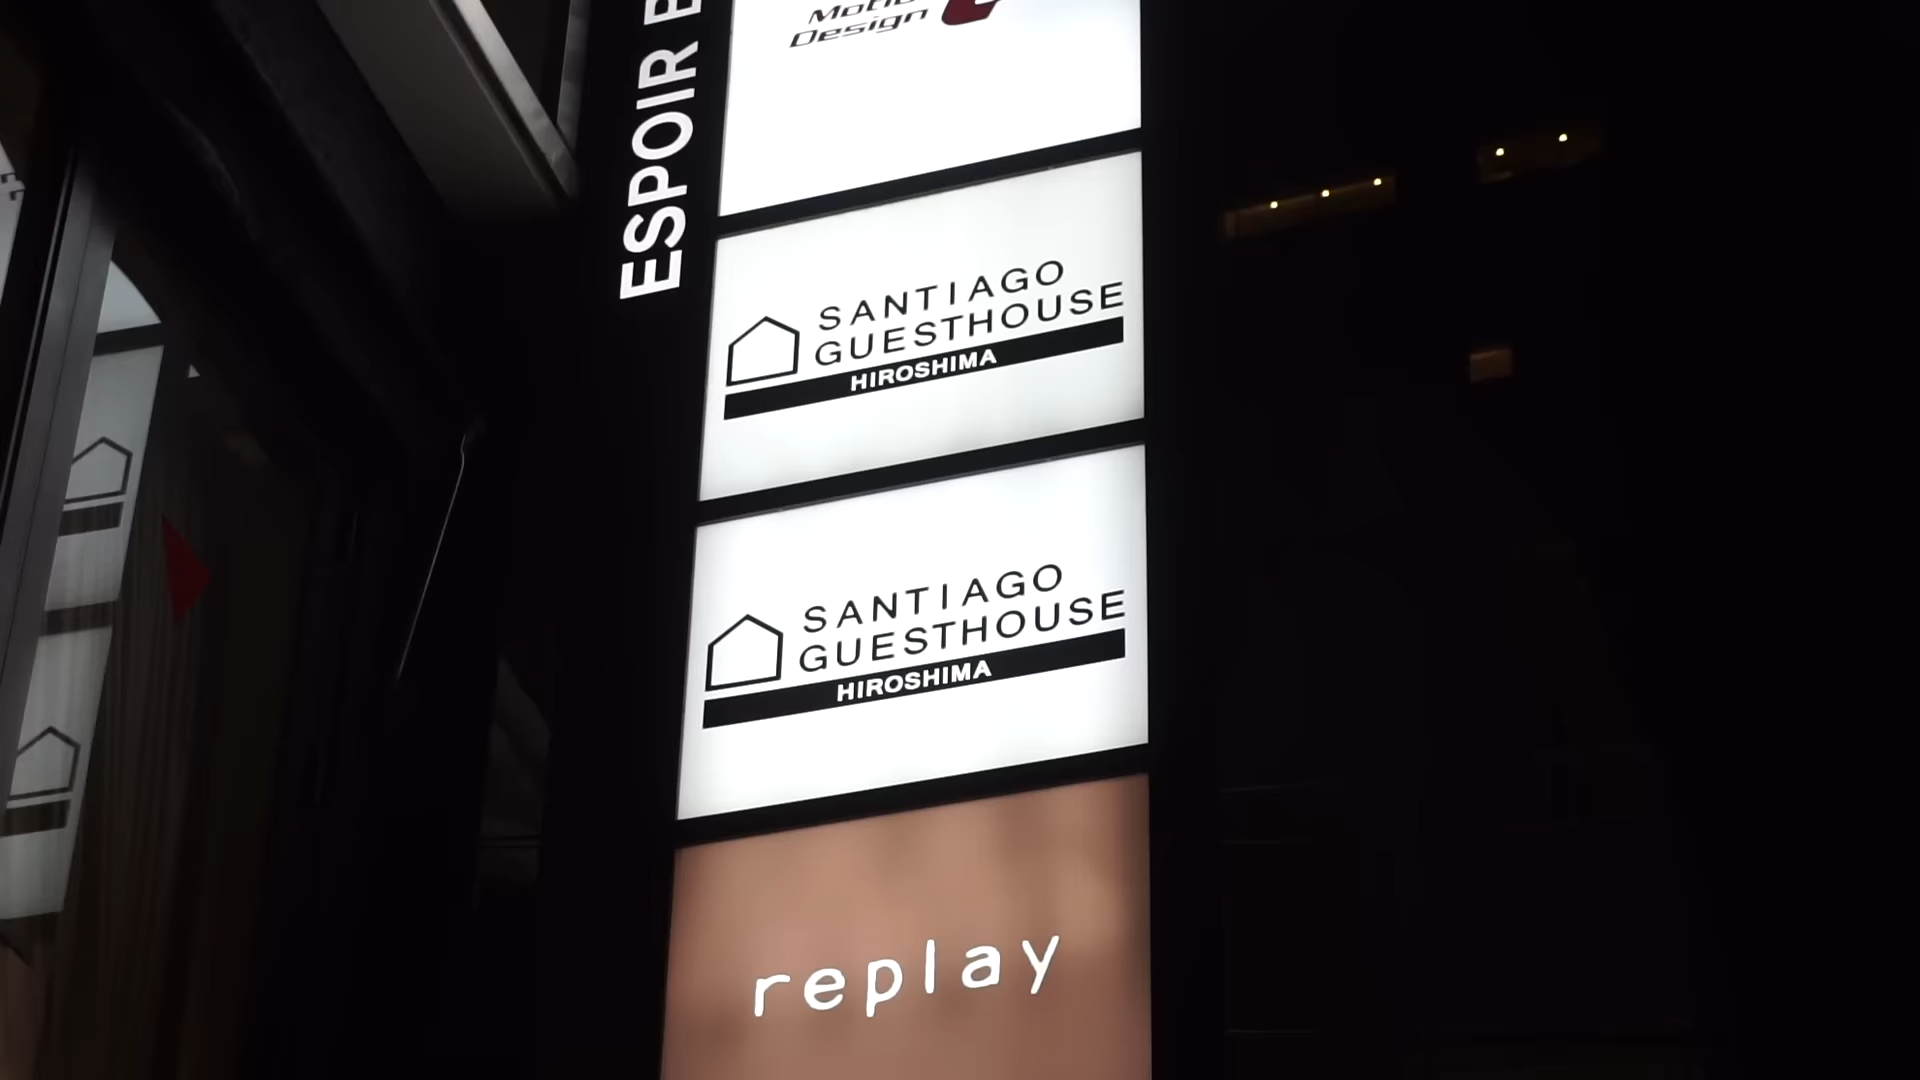 ESPOIR
Design
SANTIAGO
GUESTHOUSE
HIROSHIMA
SANTIAGO
GUESTHOUSE
HIROSHIMA
replay